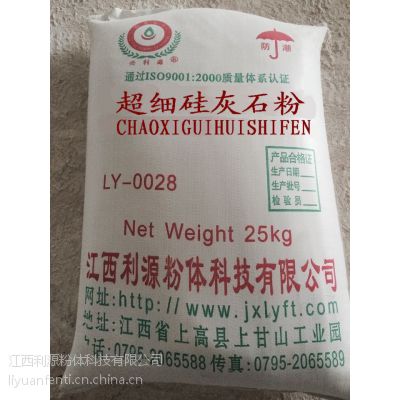 防潮
通过ISO9001:2000质量体系认证
超细硅灰石粉
CHAOXIGUIHUISHIFEN
产品合格证
生产日期
生产批号
检验员
LY-0028
Net Weight 25kg
江西利源粉体科技有限公司
网址:http://www.jxlyft.com
地址:江西省上高县上甘山工业园
电话:0795-2065588 传真:0795-2065589
江西利源粉体科技有限公司
liyuanfenti.cn.china.cn